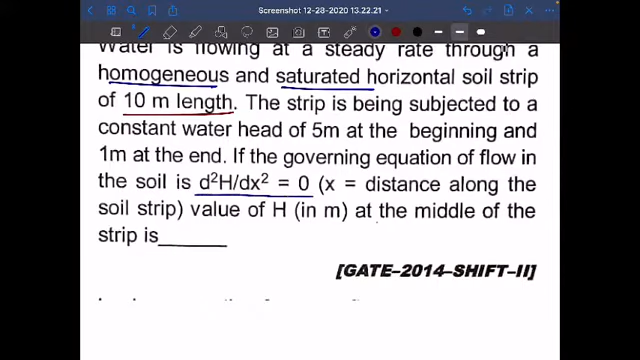 Screenshot 12-28-2020 13.22.21
Water is flowing at a steady rate through a
homogeneous and saturated horizontal soil strip
of 10 m length. The strip is being subjected to a
constant water head of 5m at the beginning and
1m at the end. If the governing equation of flow in
the soil is d²H/dx² = 0 (x = distance along the
soil strip) value of H (in m) at the middle of the
strip is______
[GATE–2014–SHIFT–II]